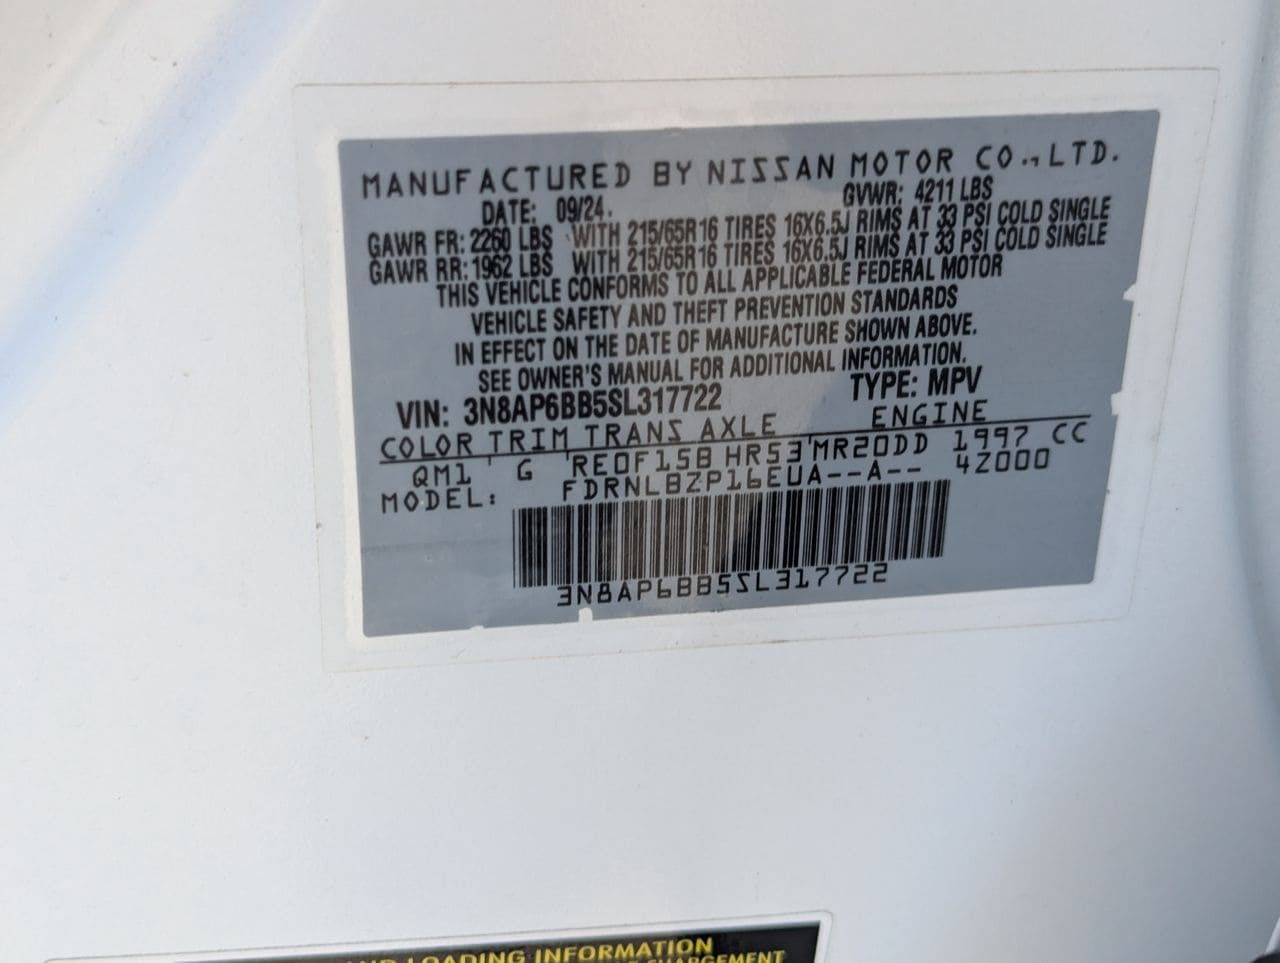 MANUFACTURED BY NISSAN MOTOR CO.,LTD.
DATE: 09/24. GVWR: 4211 LBS
GAWR FR: 2260 LBS WITH 215/65R16 TIRES 16X6.5J RIMS AT 33 PSI COLD SINGLE
GAWR RR: 1962 LBS WITH 215/65R16 TIRES 16X6.5J RIMS AT 33 PSI COLD SINGLE
THIS VEHICLE CONFORMS TO ALL APPLICABLE FEDERAL MOTOR
VEHICLE SAFETY AND THEFT PREVENTION STANDARDS
IN EFFECT ON THE DATE OF MANUFACTURE SHOWN ABOVE.
SEE OWNER'S MANUAL FOR ADDITIONAL INFORMATION.
VIN: 3N8AP6BB5SL317722 TYPE: MPV
COLOR TRIM TRANS AXLE ENGINE
QM1 G RE0F15B HR53 MR20DD 1997 CC
MODEL: FDRNLBZP16EUA--A-- 42000
3N8AP6BB5SL317722
LOADING INFORMATION